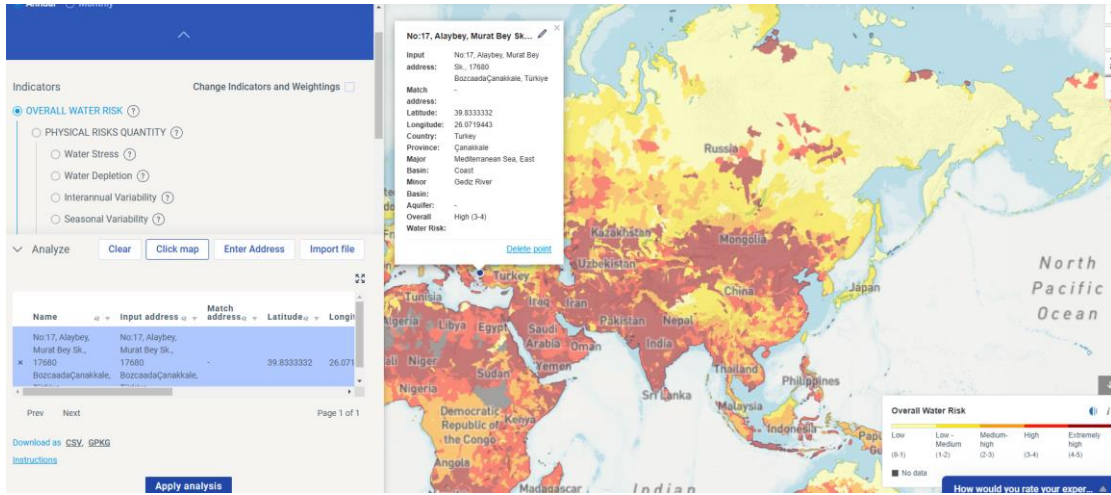 Annual Monthly
Indicators
Change Indicators and Weightings
OVERALL WATER RISK ?
PHYSICAL RISKS QUANTITY ?
Water Stress ?
Water Depletion ?
Interannual Variability ?
Seasonal Variability ?
Analyze
Clear
Click map
Enter Address
Import file
Name Input address Match address Latitude Longit
No:17, Alaybey, Murat Bey Sk., 17680 BozcaadaÇanakkale,
No:17, Alaybey, Murat Bey Sk., 17680 BozcaadaÇanakkale,
-
39.8333332
26.071
Prev Next
Page 1 of 1
Download as CSV, GPKG
Instructions
Apply analysis
No:17, Alaybey, Murat Bey Sk...
Input address: No:17, Alaybey, Murat Bey Sk., 17680 BozcaadaÇanakkale, Türkiye
Match address: -
Latitude: 39.8333332
Longitude: 26.0719443
Country: Turkey
Province: Çanakkale
Major Basin: Mediterranean Sea, East Coast
Minor Basin: Gediz River
Aquifer: -
Overall Water Risk: High (3-4)
Delete point
Russia
Kazakhstan
Mongolia
Uzbekistan
Turkey
China
Japan
North
Pacific
Ocean
Tunisia
Iraq
Iran
Algeria
Libya
Egypt
Saudi
Arabia
Oman
Pakistan
Nepal
India
Niger
Sudan
Yemen
Thailand
Philippines
Nigeria
Sri Lanka
Malaysia
Democratic
Republic of
the Congo
Kenya
Indonesia
Angola
Madagascar
Indian
Overall Water Risk
Low
Low - Medium
Medium-high
High
Extremely high
(0-1)
(1-2)
(2-3)
(3-4)
(4-5)
No data
How would you rate your exper...